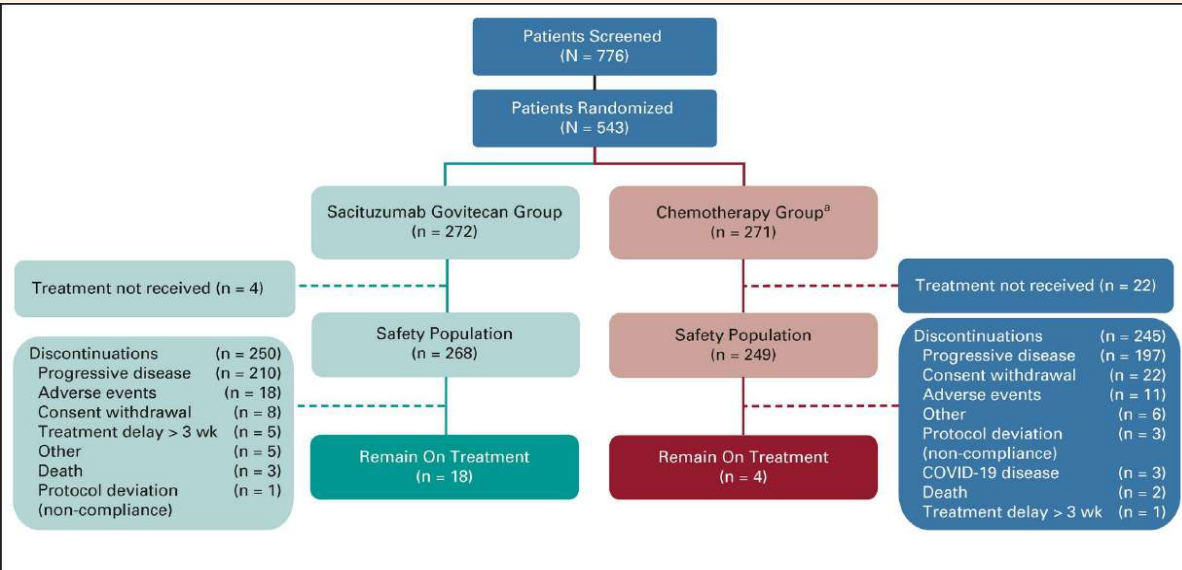 Patients Screened
(N = 776)
Patients Randomized
(N = 543)
Sacituzumab Govitecan Group
(n = 272)
Chemotherapy Groupᵃ
(n = 271)
Treatment not received (n = 4)
Treatment not received (n = 22)
Safety Population
(n = 268)
Safety Population
(n = 249)
Discontinuations (n = 250)
Progressive disease (n = 210)
Adverse events (n = 18)
Consent withdrawal (n = 8)
Treatment delay > 3 wk (n = 5)
Other (n = 5)
Death (n = 3)
Protocol deviation (n = 1)
(non-compliance)
Discontinuations (n = 245)
Progressive disease (n = 197)
Consent withdrawal (n = 22)
Adverse events (n = 11)
Other (n = 6)
Protocol deviation (n = 3)
(non-compliance)
COVID-19 disease (n = 3)
Death (n = 2)
Treatment delay > 3 wk (n = 1)
Remain On Treatment
(n = 18)
Remain On Treatment
(n = 4)